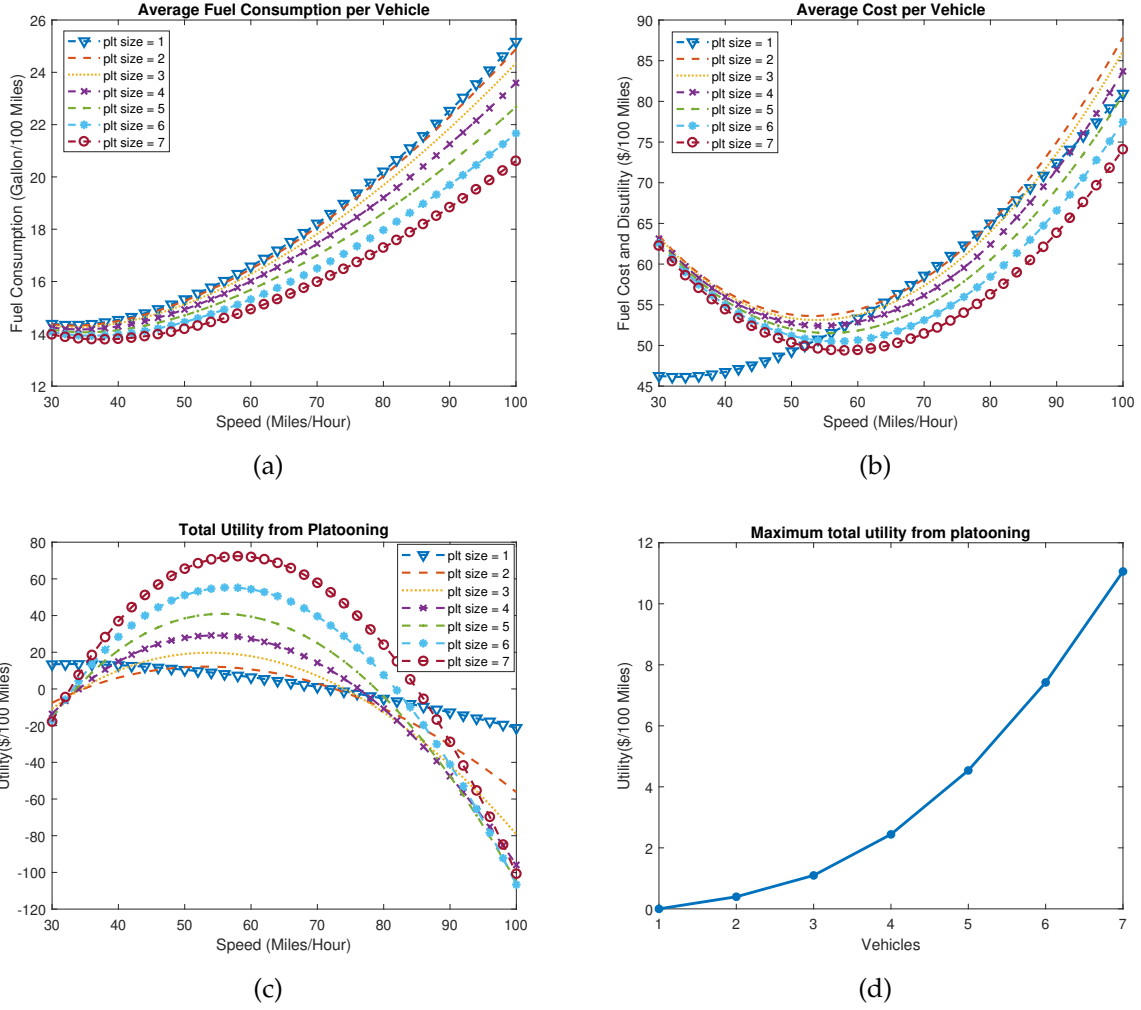 Average Fuel Consumption per Vehicle
26
24
22
20
18
16
14
12
Fuel Consumption (Gallon/100 Miles)
plt size = 1
plt size = 2
plt size = 3
plt size = 4
plt size = 5
plt size = 6
plt size = 7
30 40 50 60 70 80 90 100
Speed (Miles/Hour)
(a)
Average Cost per Vehicle
90
85
80
75
70
65
60
55
50
45
Fuel Cost and Disutility ($/100 Miles)
plt size = 1
plt size = 2
plt size = 3
plt size = 4
plt size = 5
plt size = 6
plt size = 7
30 40 50 60 70 80 90 100
Speed (Miles/Hour)
(b)
Total Utility from Platooning
80
60
40
20
0
-20
-40
-60
-80
-100
-120
Utility($/100 Miles)
plt size = 1
plt size = 2
plt size = 3
plt size = 4
plt size = 5
plt size = 6
plt size = 7
30 40 50 60 70 80 90 100
Speed (Miles/Hour)
(c)
Maximum total utility from platooning
12
10
8
6
4
2
0
Utility($/100 Miles)
1 2 3 4 5 6 7
Vehicles
(d)